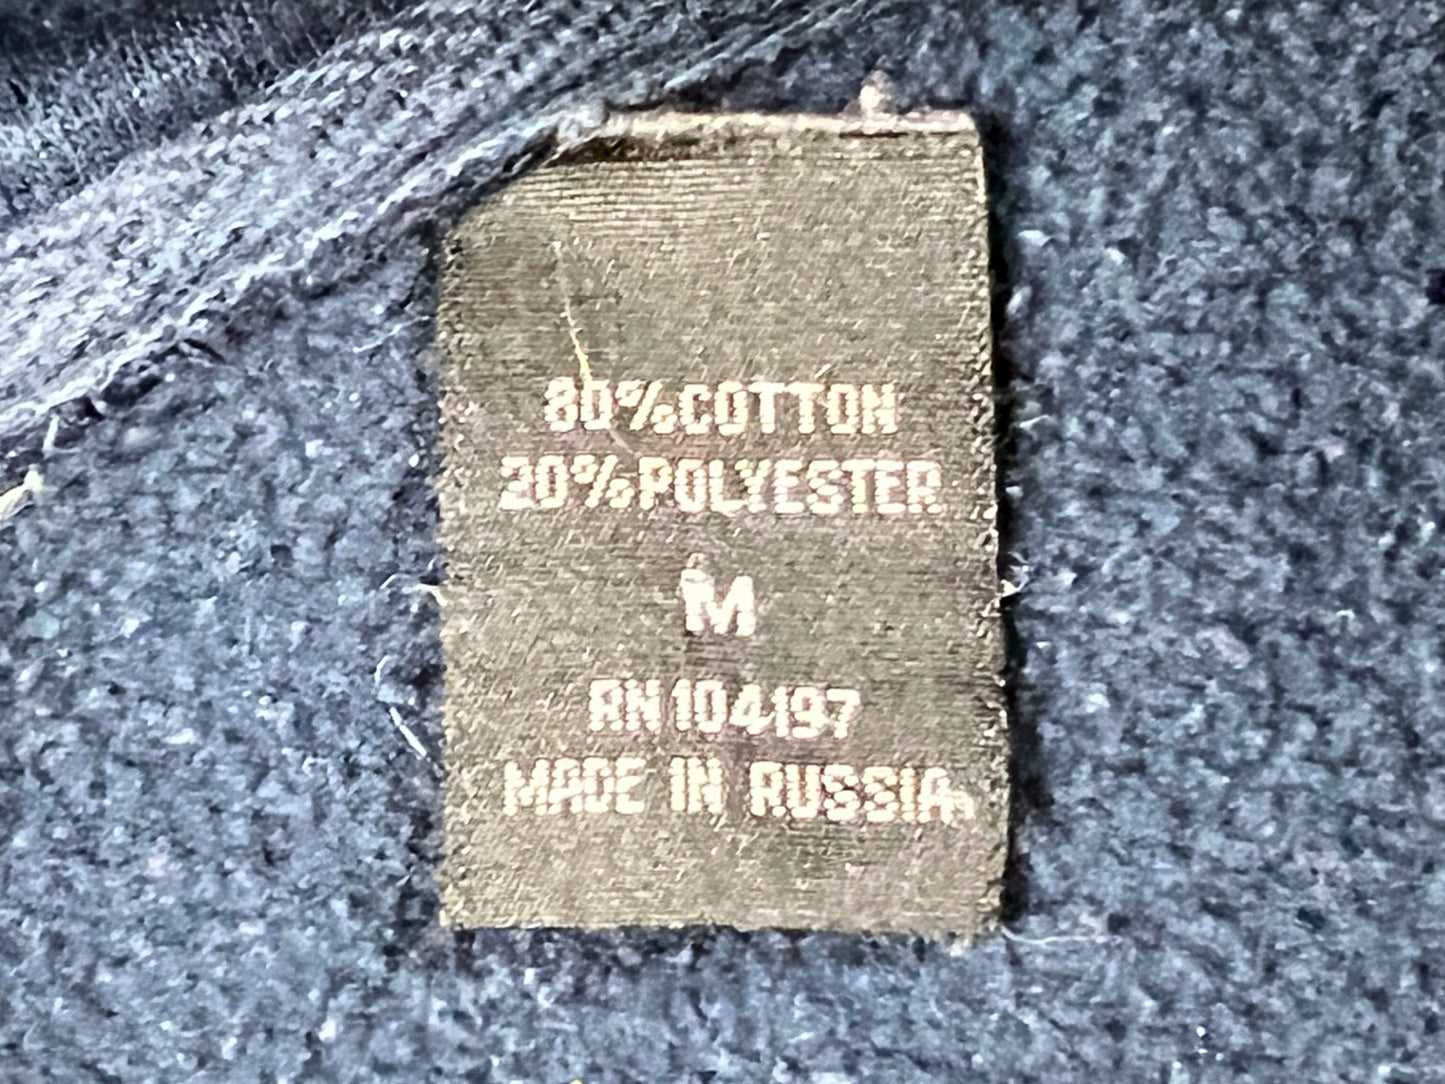 80%COTTON
20%POLYESTER
M
RN104197
MADE IN RUSSIA